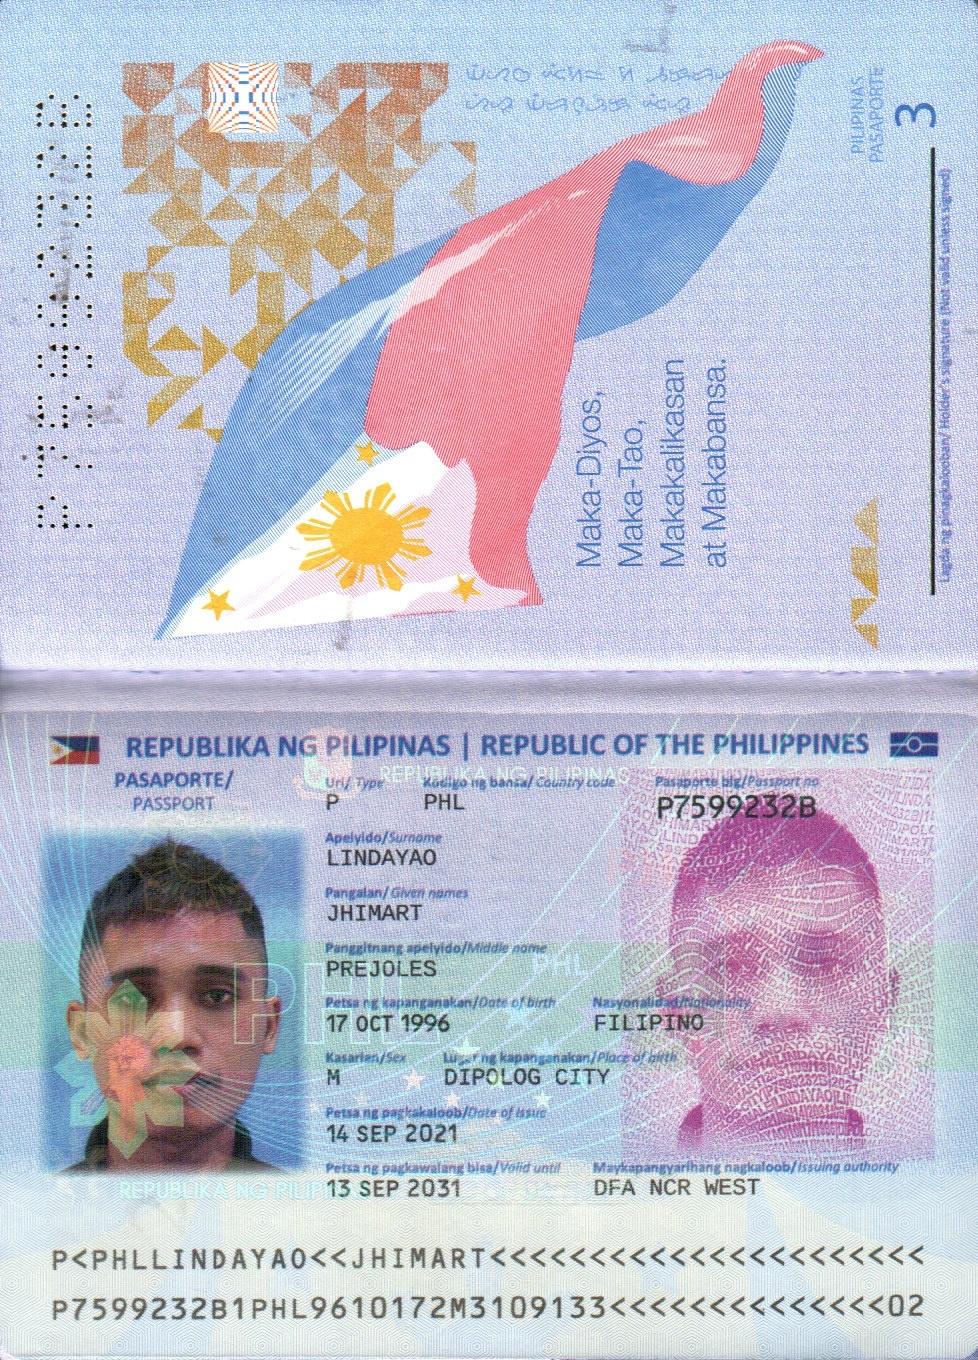 P7599232B
PILIPINAS
PASAPORTE
3
Maka-Diyos,
Maka-Tao,
Makakalikasan
at Makabansa.
Lagda ng pinagkalooban/ Holder's signature (Not valid unless signed)
REPUBLIKA NG PILIPINAS | REPUBLIC OF THE PHILIPPINES
PASAPORTE/
PASSPORT
Uri/ Type
P
Kodigo ng bansa/ Country code
PHL
Pasaporte blg/Passport no
P7599232B
Apelyido/Surname
LINDAYAO
Pangalan/ Given names
JHIMART
Panggitnang apelyido/Middle name
PREJOLES
Petsa ng kapanganakan/Date of birth
17 OCT 1996
Nasyonalidad/Nationality
FILIPINO
Kasarian/Sex
M
Lugar ng kapanganakan/Place of birth
DIPOLOG CITY
Petsa ng pagkakaloob/Date of issue
14 SEP 2021
Petsa ng pagkawalang bisa/Valid until
13 SEP 2031
Maykapangyarihang nagkaloob/Issuing authority
DFA NCR WEST
REPUBLIKA NG PILIPINAS
PHL
PHL
P<PHLLINDAYAO<<JHIMART<<<<<<<<<<<<<<<<<<<<<<
P7599232B1PHL9610172M3109133<<<<<<<<<<<<<<02